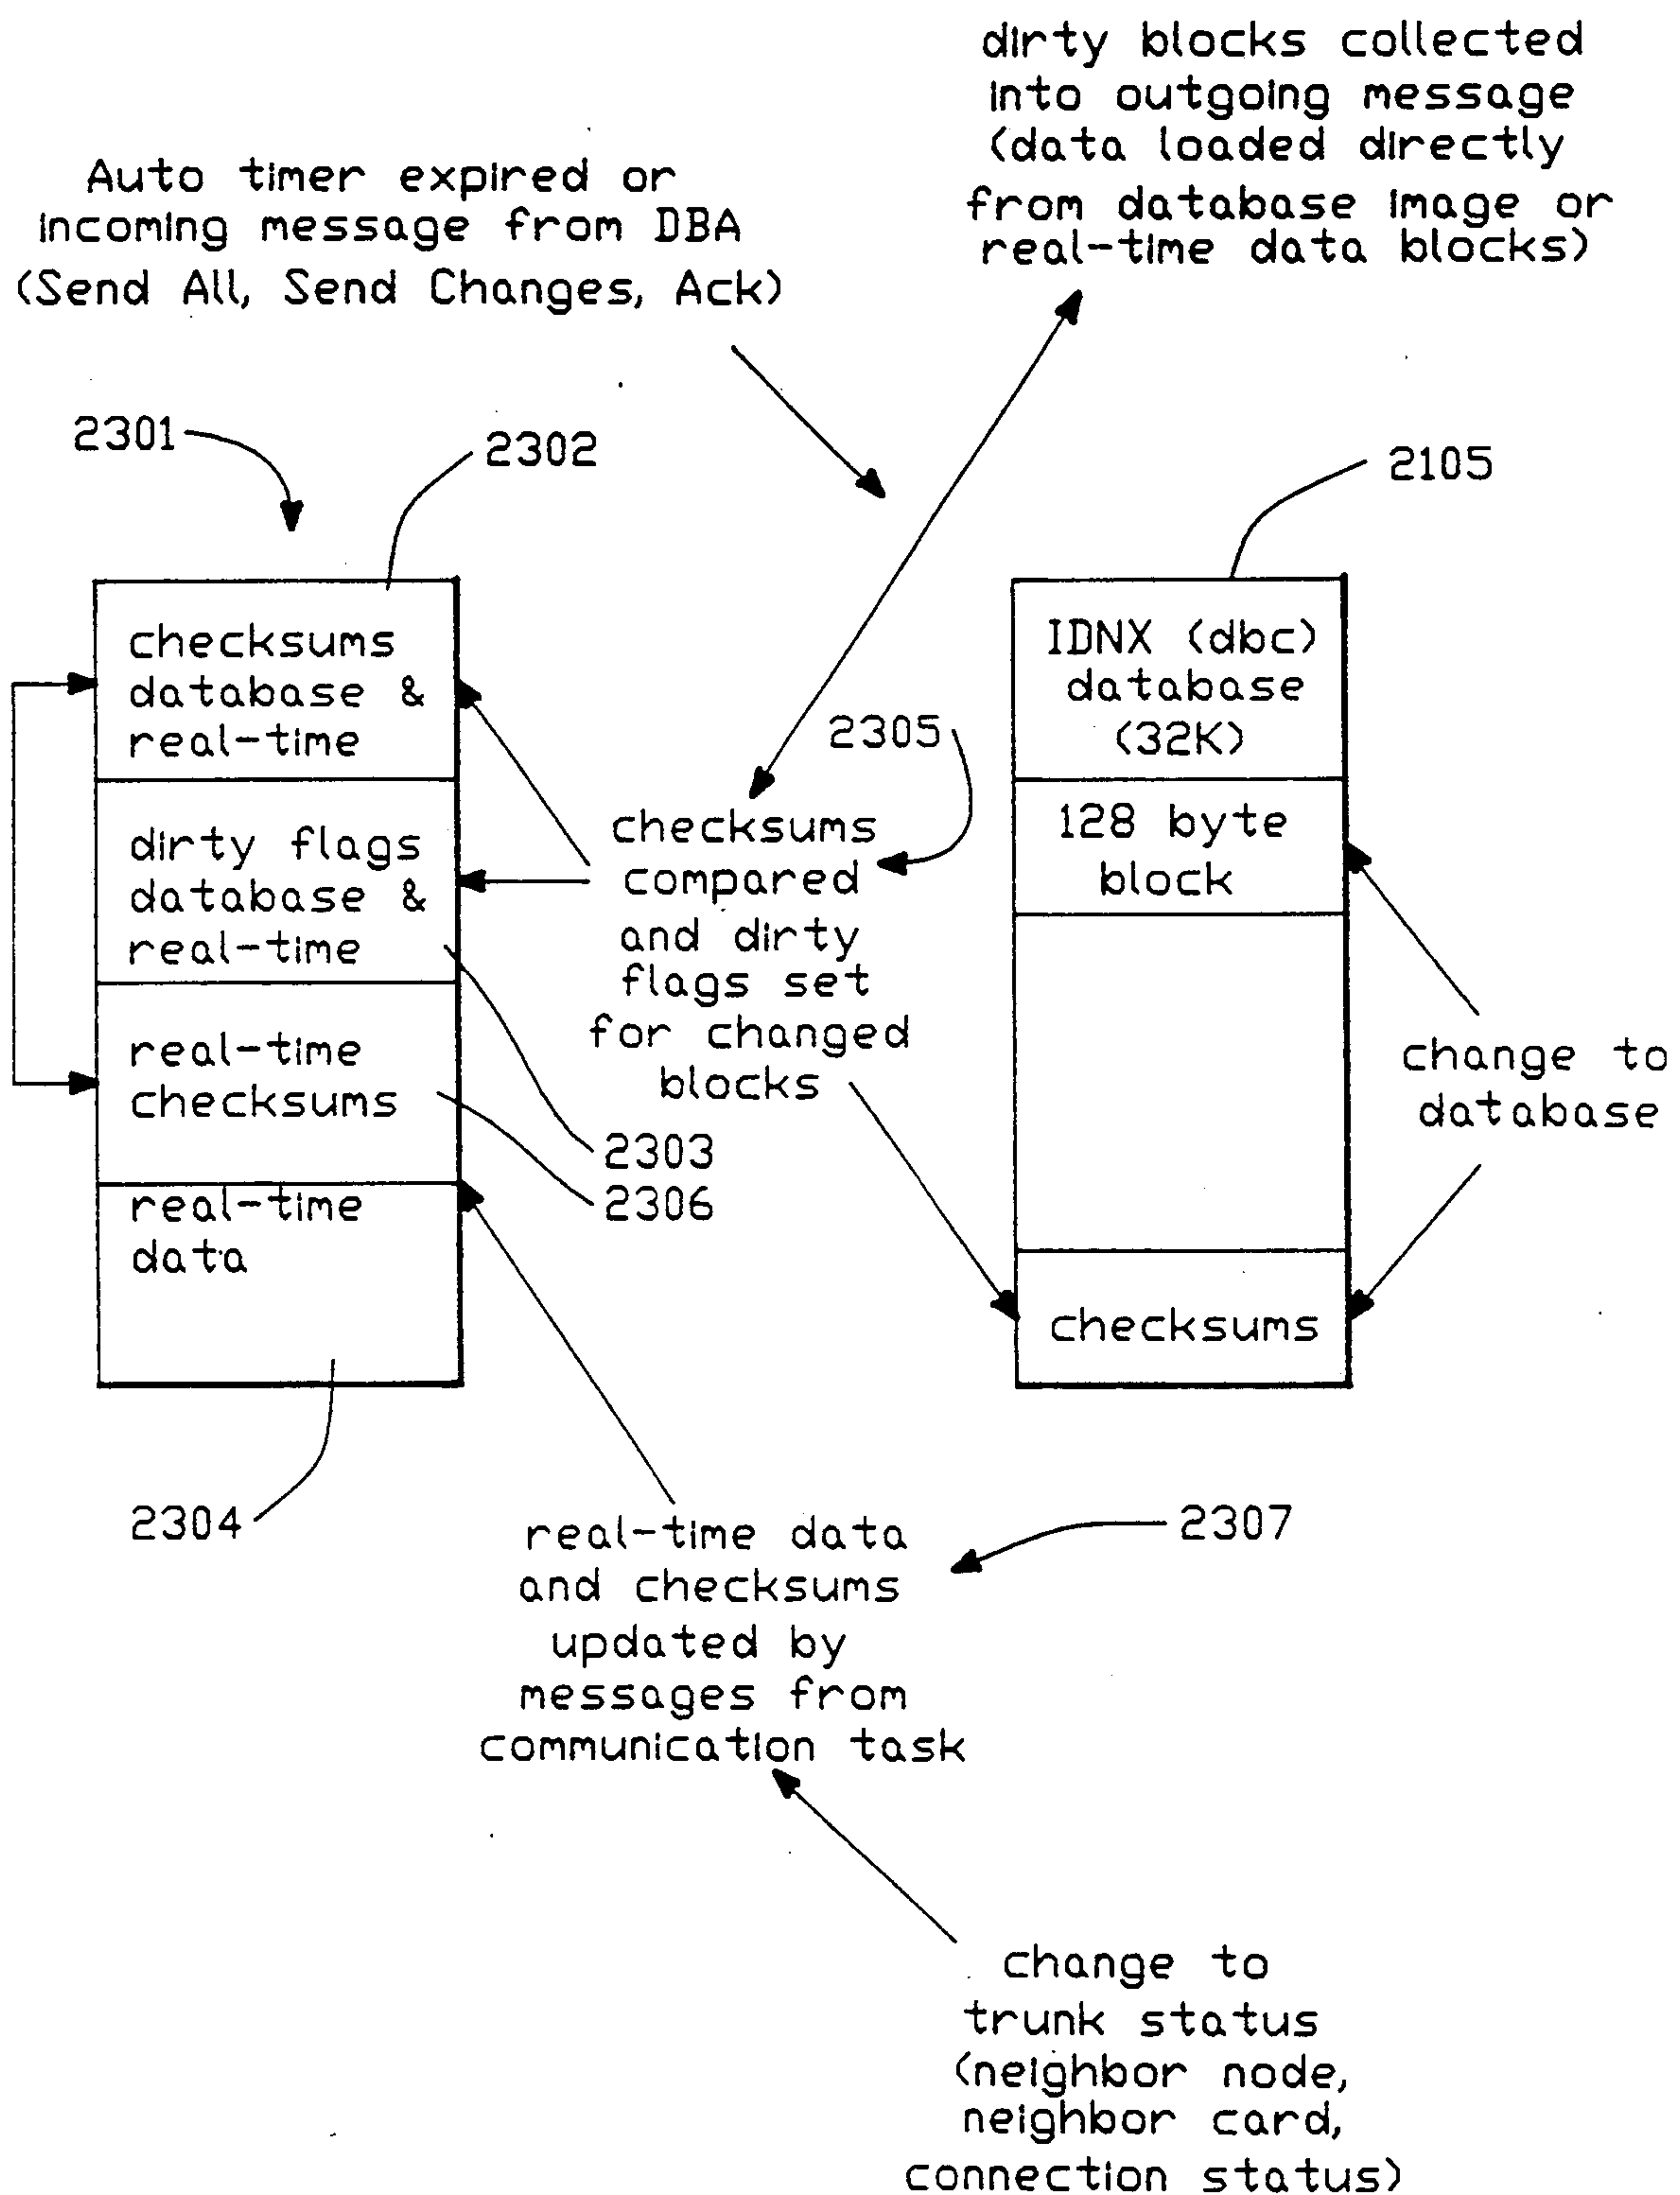 dirty blocks collected
into outgoing message
(data loaded directly
from database image or
real-time data blocks)
Auto timer expired or
incoming message from DBA
(Send All, Send Changes, Ack)
2301
2302
2105
checksums
database &
real-time
dirty flags
database &
real-time
real-time
checksums
real-time
data
2305
checksums
compared
and dirty
flags set
for changed
blocks
2303
2306
IDNX (dbc)
database
(32K)
128 byte
block
checksums
change to
database
2304
2307
real-time data
and checksums
updated by
messages from
communication task
change to
trunk status
(neighbor node,
neighbor card,
connection status)